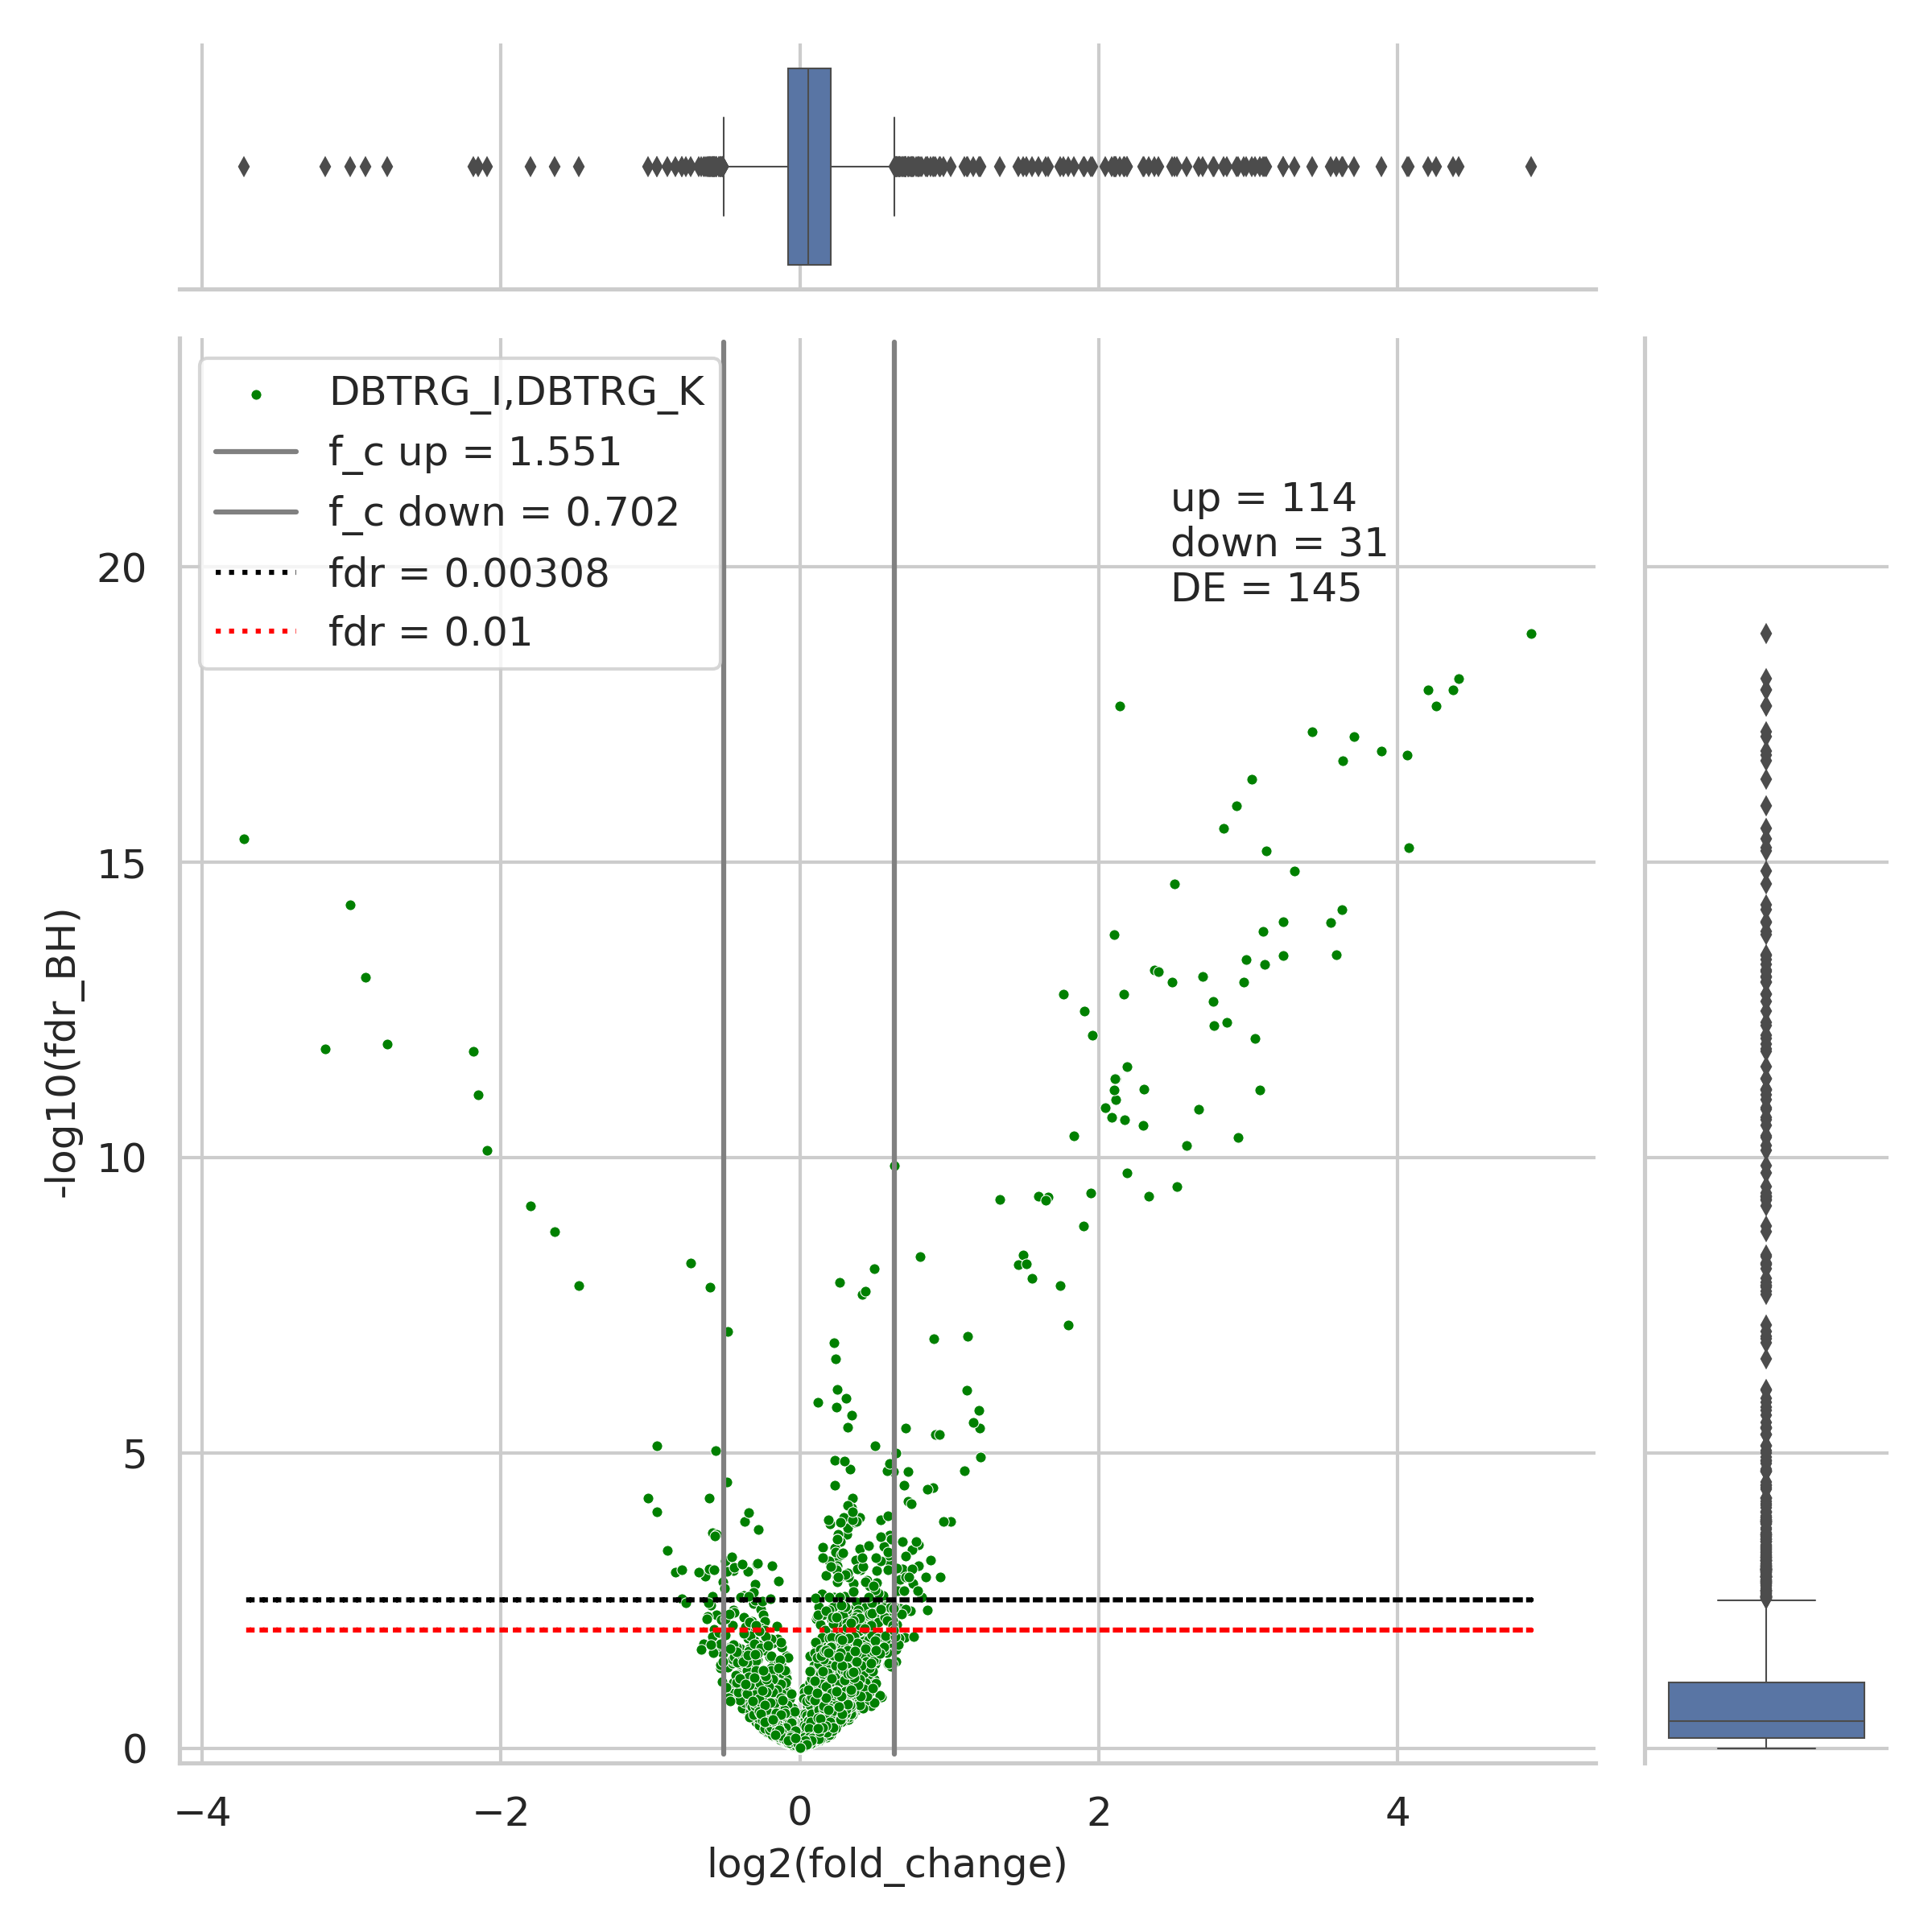 DBTRG_I,DBTRG_K
f_c up = 1.551
f_c down = 0.702
fdr = 0.00308
fdr = 0.01
up = 114
down = 31
DE = 145
-log10(fdr_BH)
20
15
10
5
0
−4 −2 0 2 4
log2(fold_change)